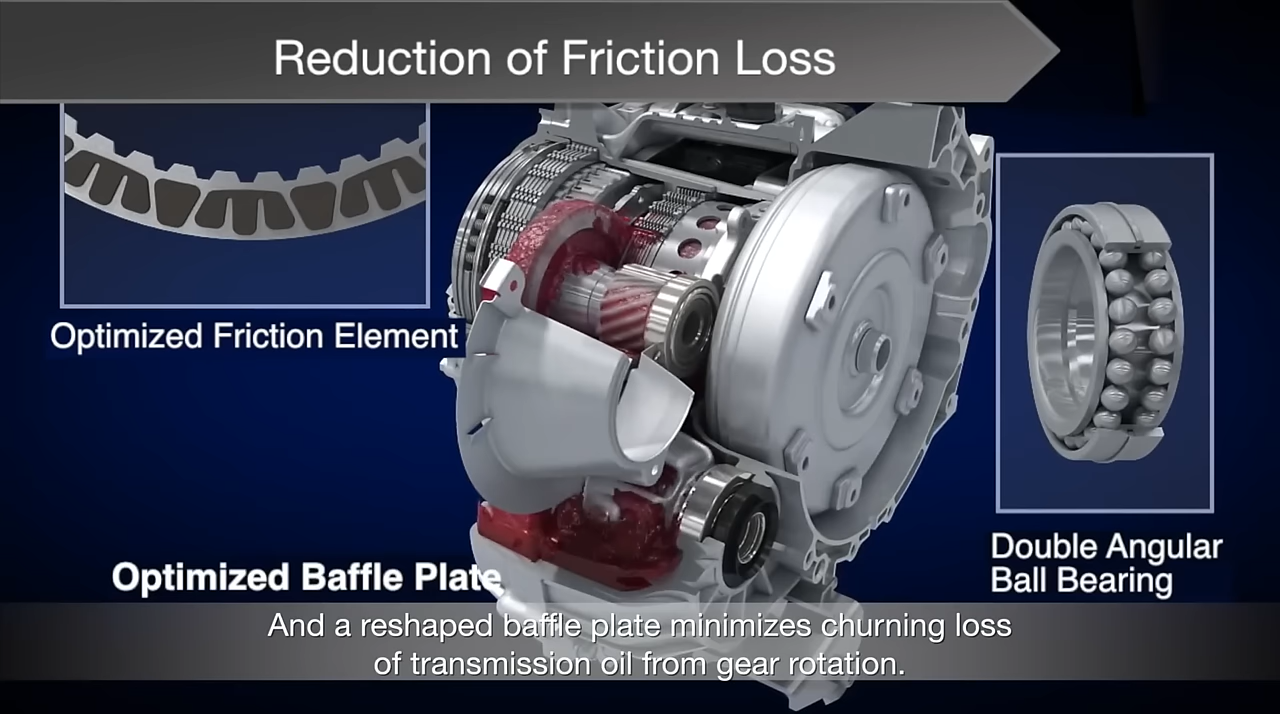 Reduction of Friction Loss
Optimized Friction Element
Double Angular
Ball Bearing
Optimized Baffle Plate
And a reshaped baffle plate minimizes churning loss
of transmission oil from gear rotation.